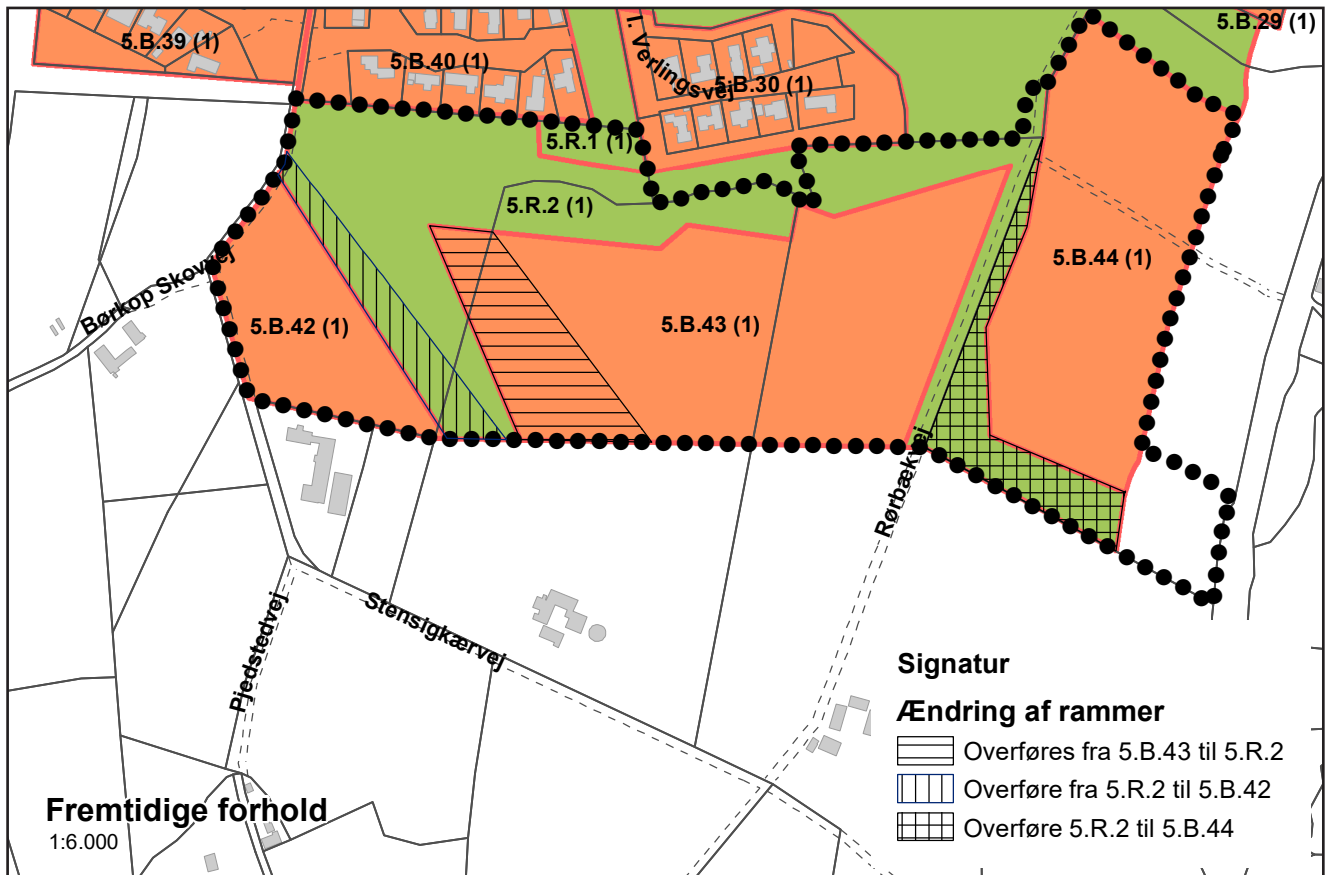 5.B.29 (1)
5.B.39 (1)
5.B.40 (1)
I. Verlingsvej
5.B.30 (1)
5.R.1 (1)
5.R.2 (1)
Børkop Skovvej
5.B.42 (1)
5.B.43 (1)
5.B.44 (1)
Rørbækvej
Pjedstedvej
Stensigkærvej
Signatur
Ændring af rammer
Overføres fra 5.B.43 til 5.R.2
Overføre fra 5.R.2 til 5.B.42
Overføre 5.R.2 til 5.B.44
Fremtidige forhold
1:6.000